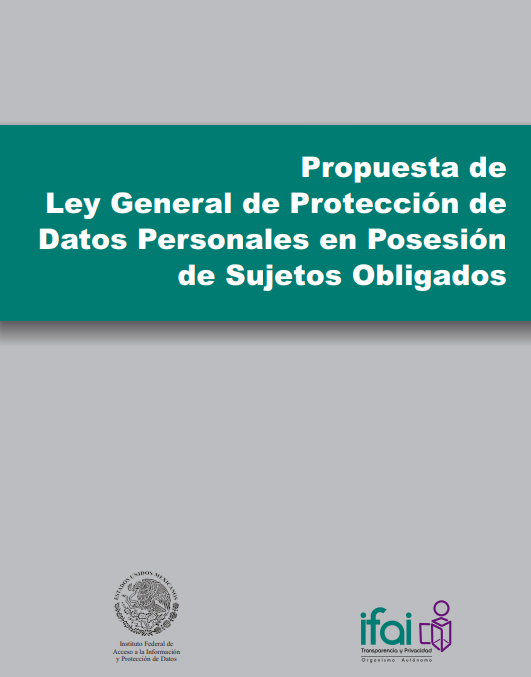 Propuesta de
Ley General de Protección de
Datos Personales en Posesión
de Sujetos Obligados
ESTADOS UNIDOS MEXICANOS
Instituto Federal de
Acceso a la Información
y Protección de Datos
ifai
Transparencia y Privacidad
Organismo Autónomo